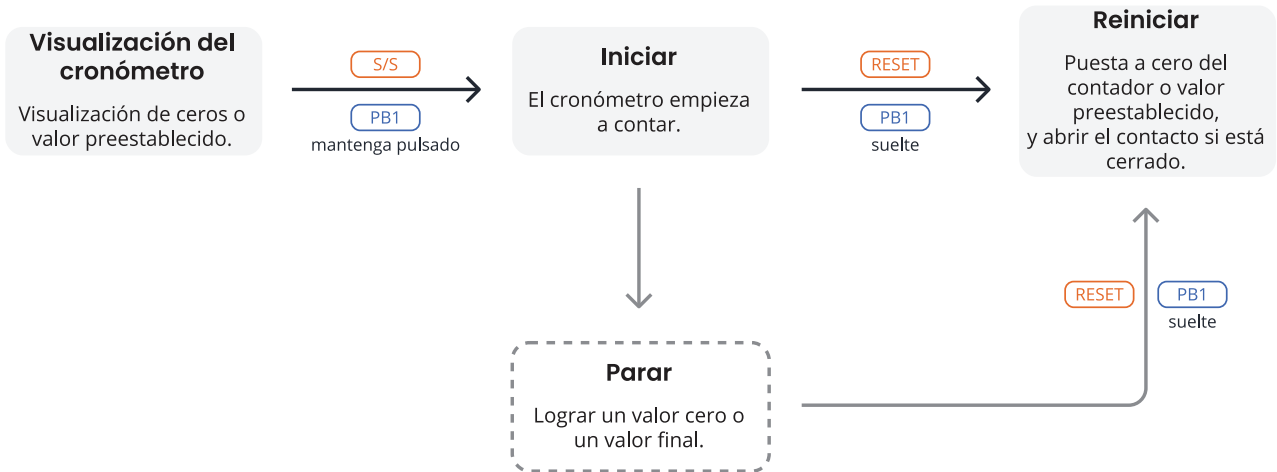 Visualización del
cronómetro
Visualización de ceros o
valor preestablecido.
S/S
PB1
mantenga pulsado
Iniciar
El cronómetro empieza
a contar.
RESET
PB1
suelte
Reiniciar
Puesta a cero del
contador o valor
preestablecido,
y abrir el contacto si está
cerrado.
RESET
PB1
suelte
Parar
Lograr un valor cero o
un valor final.